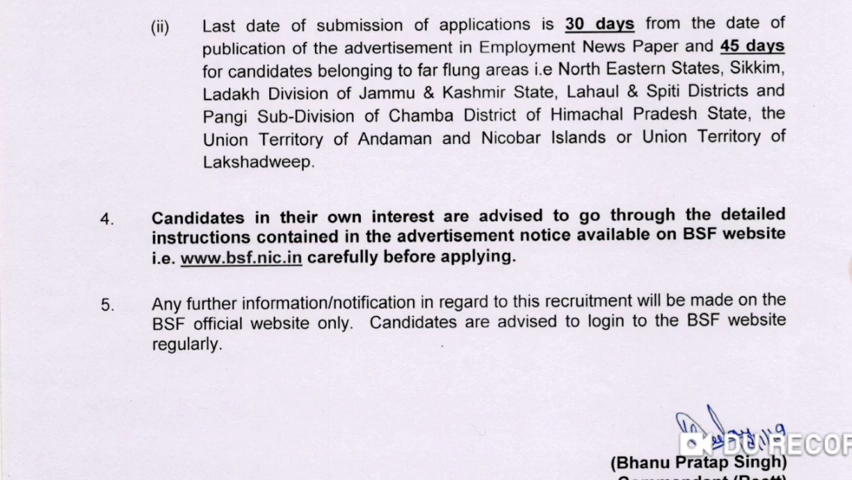 (ii) Last date of submission of applications is 30 days from the date of
publication of the advertisement in Employment News Paper and 45 days
for candidates belonging to far flung areas i.e North Eastern States, Sikkim,
Ladakh Division of Jammu & Kashmir State, Lahaul & Spiti Districts and
Pangi Sub-Division of Chamba District of Himachal Pradesh State, the
Union Territory of Andaman and Nicobar Islands or Union Territory of
Lakshadweep.
4. Candidates in their own interest are advised to go through the detailed
instructions contained in the advertisement notice available on BSF website
i.e. www.bsf.nic.in carefully before applying.
5. Any further information/notification in regard to this recruitment will be made on the
BSF official website only. Candidates are advised to login to the BSF website
regularly.
DU RECOR
(Bhanu Pratap Singh)
Commandant (Rectt)